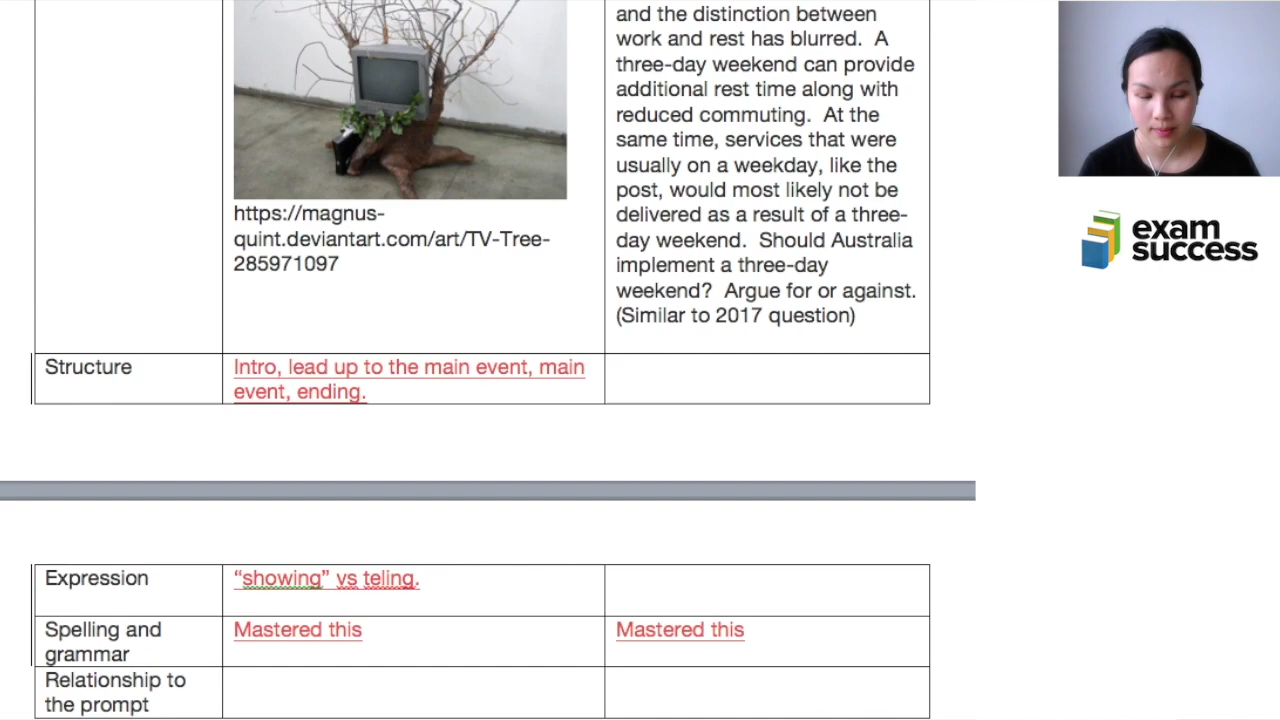 and the distinction between
work and rest has blurred.  A
three-day weekend can provide
additional rest time along with
reduced commuting.  At the
same time, services that were
usually on a weekday, like the
post, would most likely not be
delivered as a result of a three-
day weekend.  Should Australia
implement a three-day
weekend?  Argue for or against.
(Similar to 2017 question)
https://magnus-
quint.deviantart.com/art/TV-Tree-
285971097
Structure
Intro, lead up to the main event, main
event, ending.
Expression
“showing” vs teling.
Spelling and
grammar
Mastered this
Mastered this
Relationship to
the prompt
exam
success